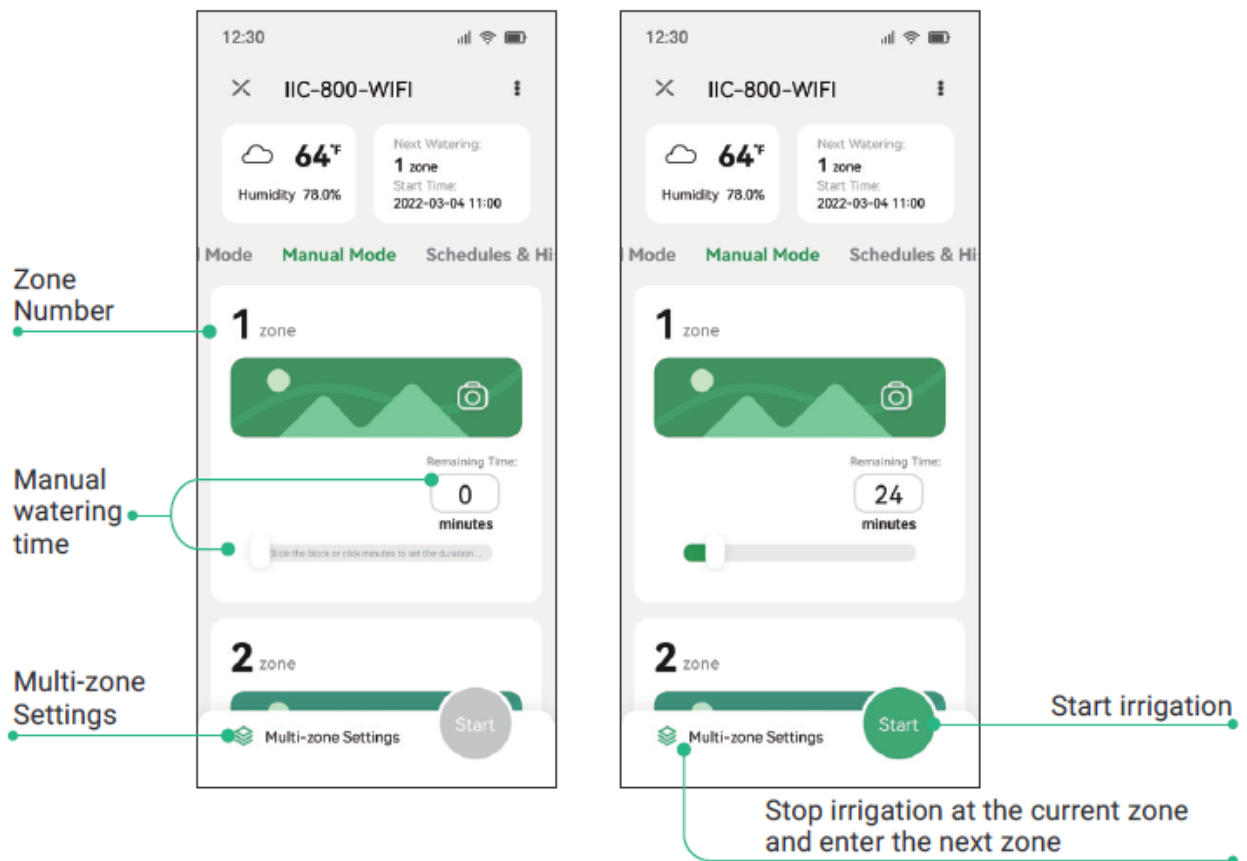 12:30
IIC-800-WIFI
64°F
Humidity 78.0%
Next Watering:
1 zone
Start Time:
2022-03-04 11:00
l Mode Manual Mode Schedules & Hi
Zone
Number
1 zone
Remaining Time:
0
minutes
Slide the block or click minutes to set the duration...
Manual
watering
time
2 zone
Multi-zone
Settings
Multi-zone Settings
Start
12:30
IIC-800-WIFI
64°F
Humidity 78.0%
Next Watering:
1 zone
Start Time:
2022-03-04 11:00
l Mode Manual Mode Schedules & Hi
1 zone
Remaining Time:
24
minutes
2 zone
Multi-zone Settings
Start
Start irrigation
Stop irrigation at the current zone
and enter the next zone